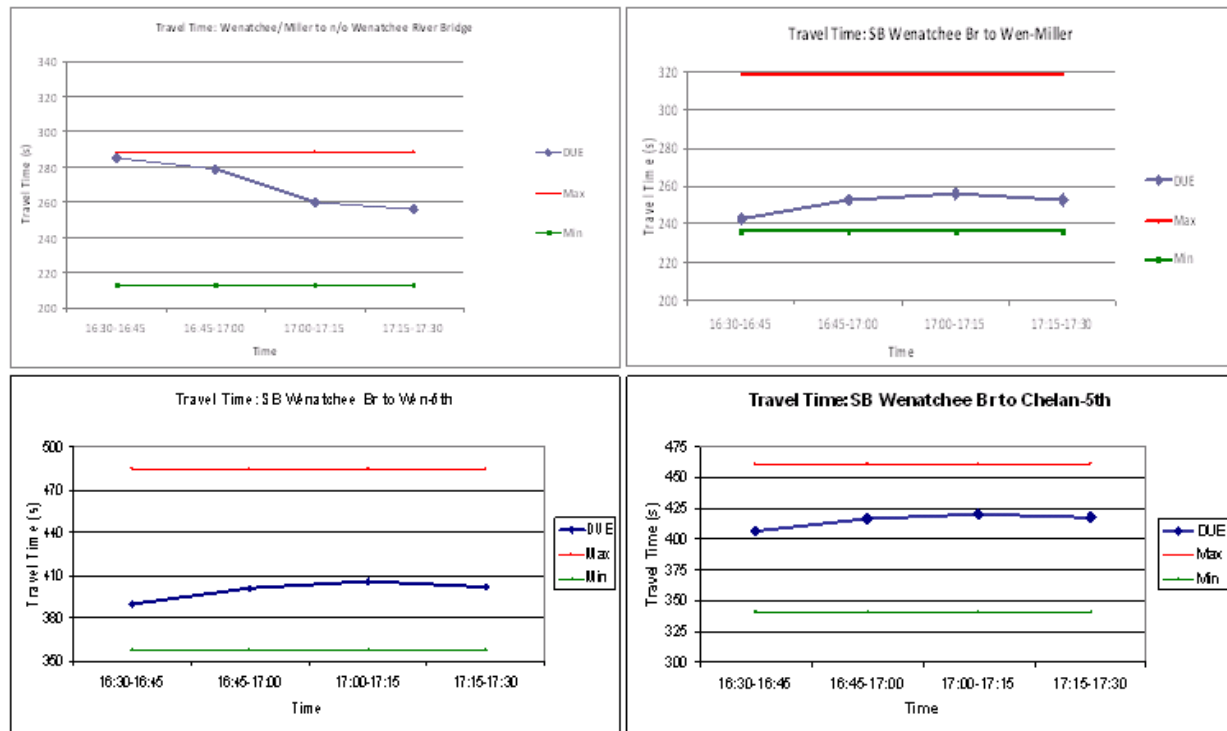 Travel Time: Wenatchee/Miller to n/o Wenatchee River Bridge
340
320
300
280
260
240
220
200
Travel Time (s)
16:30-16:45 16:45-17:00 17:00-17:15 17:15-17:30
Time
DUE
Max
Min
Travel Time: SB Wenatchee Br to Wen-Miller
320
300
280
260
240
220
200
Travel Time (s)
16:30-16:45 16:45-17:00 17:00-17:15 17:15-17:30
Time
DUE
Max
Min
Travel Time: SB Wenatchee Br to Wen-5th
500
470
440
410
380
350
Travel Time (s)
16:30-16:45 16:45-17:00 17:00-17:15 17:15-17:30
Time
DUE
Max
Min
Travel Time: SB Wenatchee Br to Chelan-5th
475
450
425
400
375
350
325
300
Travel Time (s)
16:30-16:45 16:45-17:00 17:00-17:15 17:15-17:30
Time
DUE
Max
Min